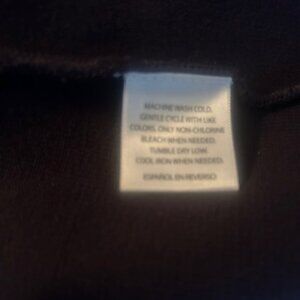 MACHINE WASH COLD,
GENTLE CYCLE WITH LIKE
COLORS, ONLY NON-CHLORINE
BLEACH WHEN NEEDED.
TUMBLE DRY LOW.
COOL IRON WHEN NEEDED.
ESPAÑOL EN REVERSO